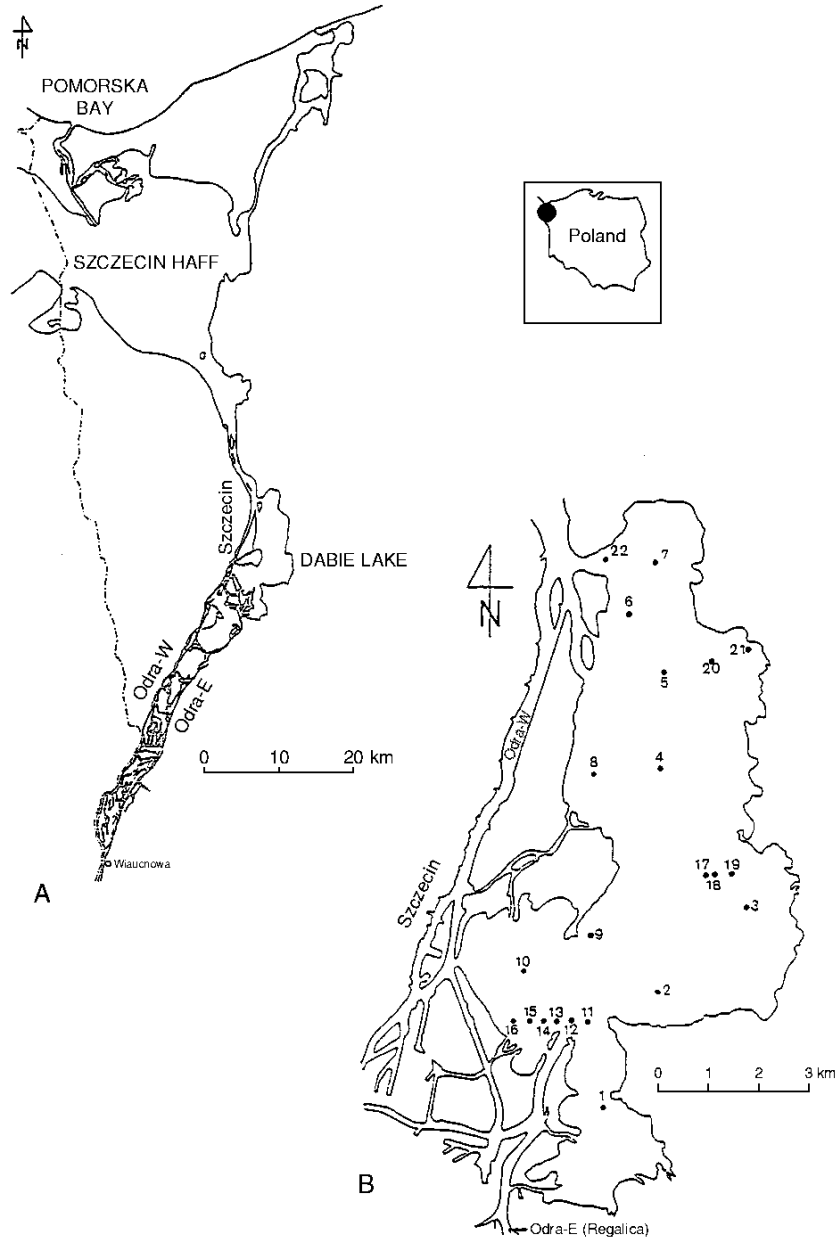 N
POMORSKA
BAY
SZCZECIN HAFF
Poland
Szczecin
DABIE LAKE
Odra-W
Odra-E
0 10 20 km
Wiaucnowa
A
N
22
7
6
21
20
5
Odra-W
8
4
Szczecin
17
18
19
3
9
10
2
16
15
14
13
12
11
0 1 2 3 km
1
B
Odra-E (Regalica)